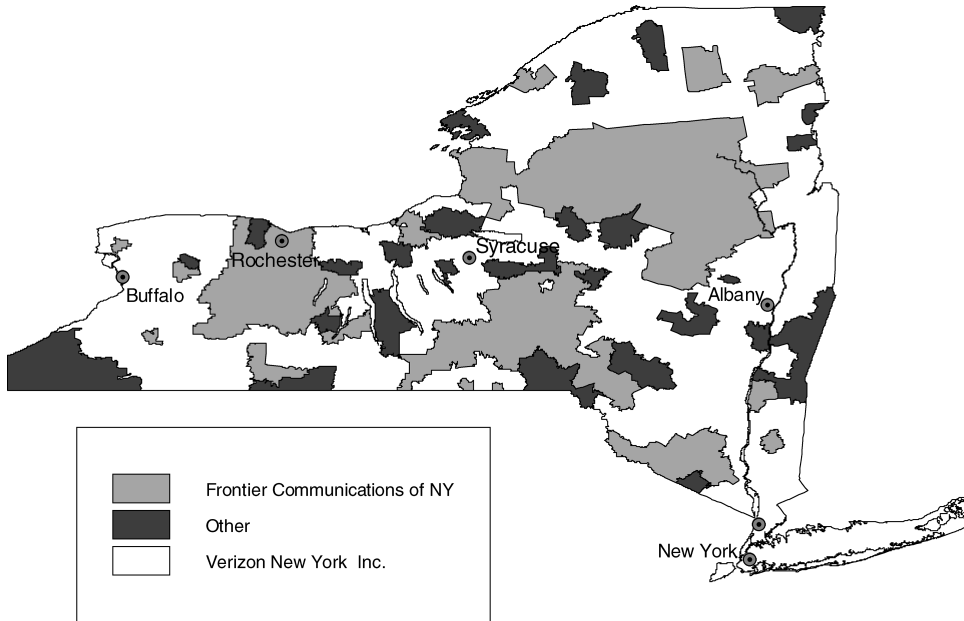 Syracuse
Rochester
Buffalo
Albany
Frontier Communications of NY
Other
New York
Verizon New York Inc.